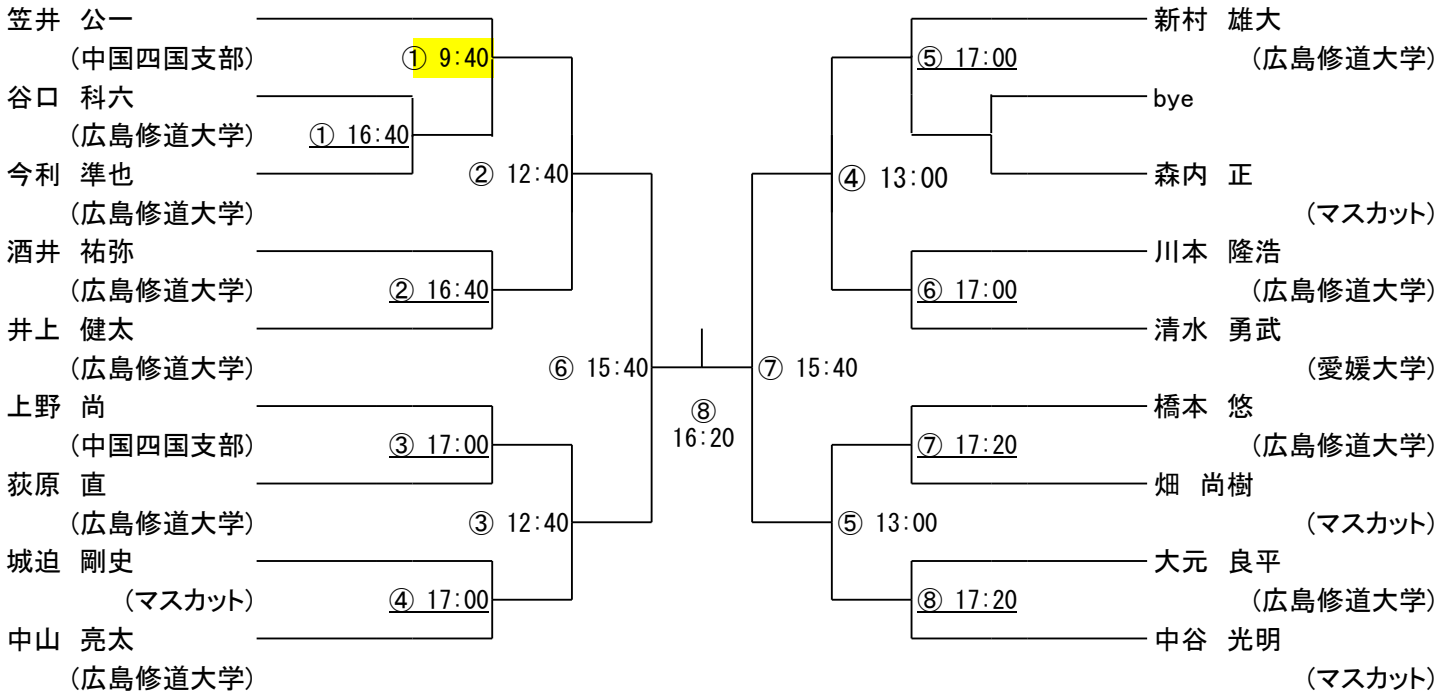 笠井 公一
新村 雄大
(中国四国支部)
① 9:40
⑤ 17:00
(広島修道大学)
谷口 科六
bye
(広島修道大学)
① 16:40
今利 準也
② 12:40
④ 13:00
森内 正
(広島修道大学)
(マスカット)
酒井 祐弥
川本 隆浩
(広島修道大学)
② 16:40
⑥ 17:00
(広島修道大学)
井上 健太
清水 勇武
(広島修道大学)
⑥ 15:40
⑦ 15:40
(愛媛大学)
上野 尚
⑧
16:20
橋本 悠
(中国四国支部)
③ 17:00
⑦ 17:20
(広島修道大学)
荻原 直
畑 尚樹
(広島修道大学)
③ 12:40
⑤ 13:00
(マスカット)
城迫 剛史
大元 良平
(マスカット)
④ 17:00
⑧ 17:20
(広島修道大学)
中山 亮太
中谷 光明
(広島修道大学)
(マスカット)